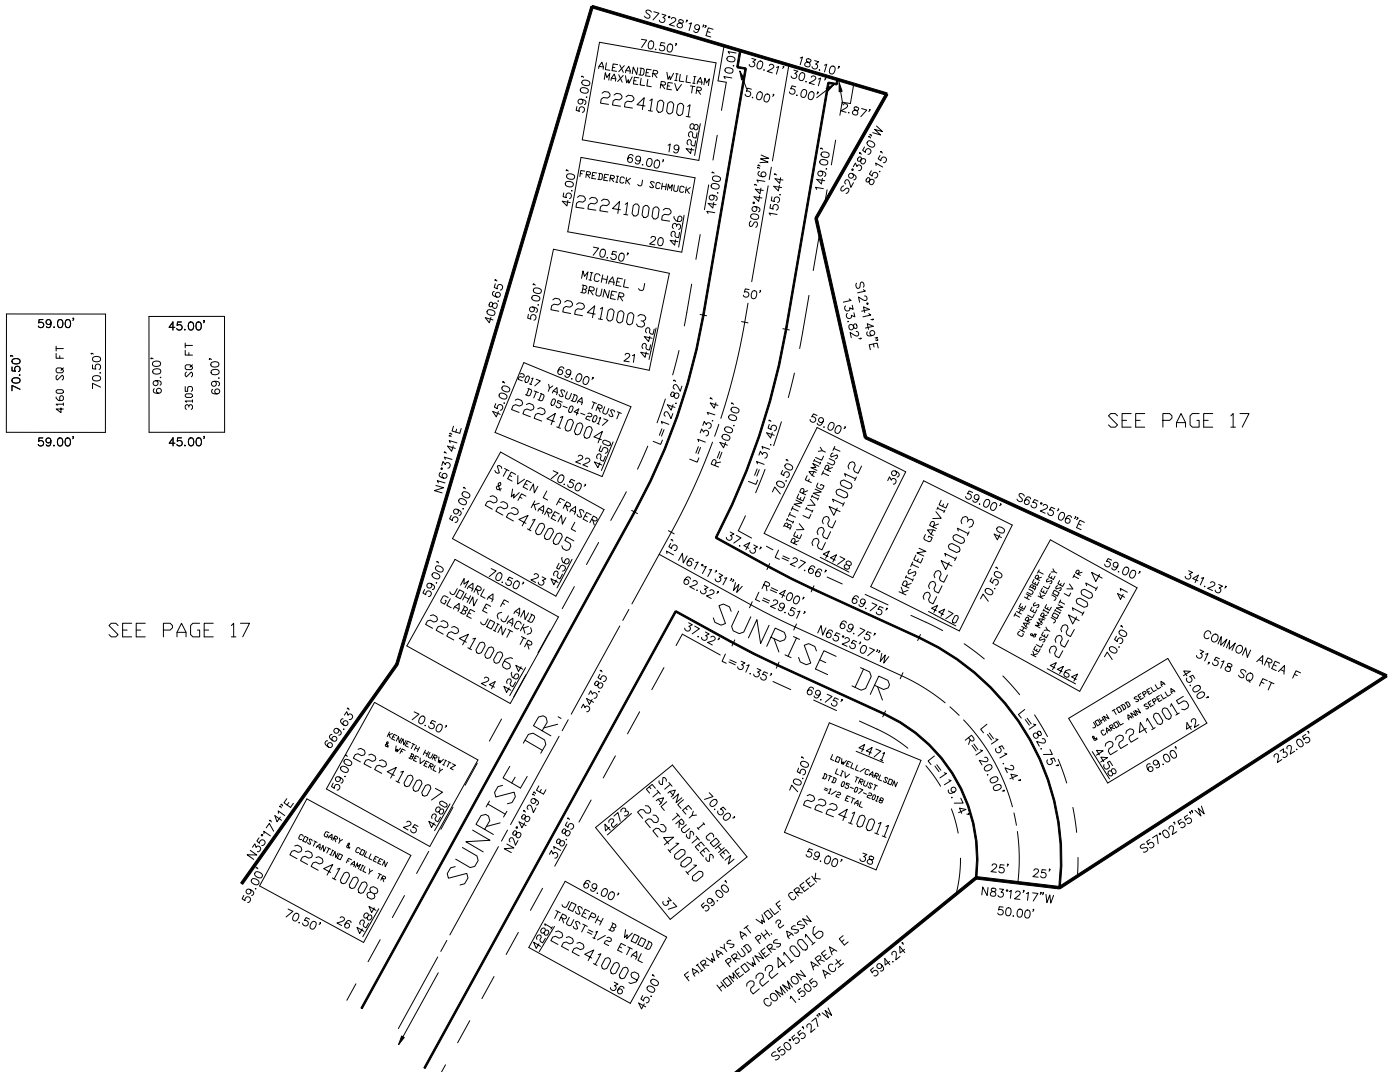 S73°28'19"E
183.10'
70.50'
ALEXANDER WILLIAM
MAXWELL REV TR
222410001
59.00'
19
4228
10.01'
30.21'
30.21'
5.00'
5.00'
2.87'
S29°38'50"W
85.15'
69.00'
FREDERICK J SCHMUCK
222410002
45.00'
20
4236
149.00'
S09°44'16"W
155.44'
149.00'
70.50'
MICHAEL J
BRUNER
222410003
59.00'
21
4242
50'
S12°41'49"E
133.82'
408.65'
N16°31'41"E
59.00'
70.50'
4160 SQ FT
70.50'
59.00'
45.00'
69.00'
3105 SQ FT
69.00'
45.00'
69.00'
2017 YASUDA TRUST
DTD 05-04-2017
222410004
45.00'
22
4250
L=124.82'
L=133.14'
R=400.00'
L=131.45'
SEE PAGE 17
70.50'
STEVEN L FRASER
& WF KAREN L
222410005
59.00'
23
4256
59.00'
70.50'
BITTNER FAMILY
REV LIVING TRUST
222410012
39
4478
59.00'
KRISTEN GARVIE
222410013
40
70.50'
4470
S65°25'06"E
341.23'
59.00'
THE HUBERT
CHARLES KELSEY
& MARIE JOSE
KELSEY JOINT LV TR
222410014
41
70.50'
4464
COMMON AREA F
31,518 SQ FT
70.50'
MARLA F AND
JOHN E (JACK)
GLABE JOINT TR
222410006
59.00'
24
4264
15'
37.43'
L=27.66'
69.75'
N61°11'31"W
62.32'
R=400'
L=29.51'
69.75'
N65°25'07"W
SUNRISE DR
37.32'
L=31.35'
69.75'
SEE PAGE 17
JOHN TODD SEPELLA
& CAROL ANN SEPELLA
222410015
45.00'
42
69.00'
4458
L=182.75'
L=151.24'
R=120.00'
L=119.74'
232.05'
S57°02'55"W
669.63'
N35°17'41"E
70.50'
KENNETH HURWITZ
& WF BEVERLY
222410007
59.00'
25
4280
343.85'
SUNRISE DR.
N28°48'29"E
318.85'
GARY & COLLEEN
COSTANTINO FAMILY TR
222410008
59.00'
70.50'
26
4284
4471
LOWELL/CARLSON
LIV TRUST
DTD 05-07-2018
=1/2 ETAL
222410011
70.50'
59.00'
38
STANLEY I COHEN
ETAL TRUSTEES
222410010
70.50'
4273
37
59.00'
69.00'
JOSEPH B WOOD
TRUST=1/2 ETAL
222410009
4281
36
45.00'
25'
25'
N83°12'17"W
50.00'
FAIRWAYS AT WOLF CREEK
PRUD PH. 2
HOMEOWNERS ASSN
222410016
COMMON AREA E
1.505 AC±
594.24'
S50°55'27"W